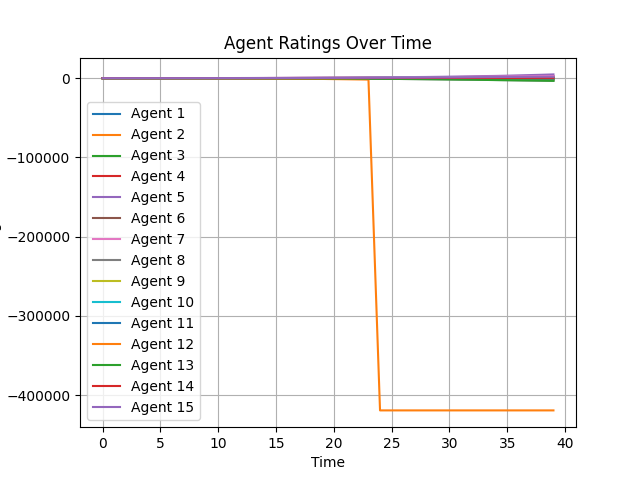 Agent Ratings Over Time
0
−100000
−200000
−300000
−400000
Agent 1
Agent 2
Agent 3
Agent 4
Agent 5
Agent 6
Agent 7
Agent 8
Agent 9
Agent 10
Agent 11
Agent 12
Agent 13
Agent 14
Agent 15
0 5 10 15 20 25 30 35 40
Time